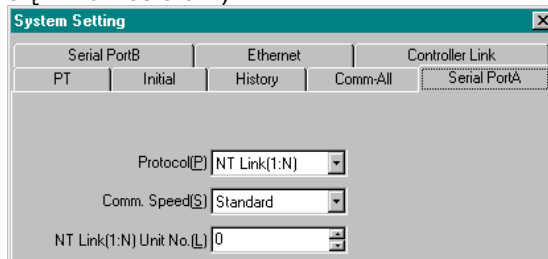 System Setting
Serial PortB Ethernet Controller Link
PT Initial History Comm-All Serial PortA
Protocol(P) NT Link(1:N)
Comm. Speed(S) Standard
NT Link(1:N) Unit No.(L) 0